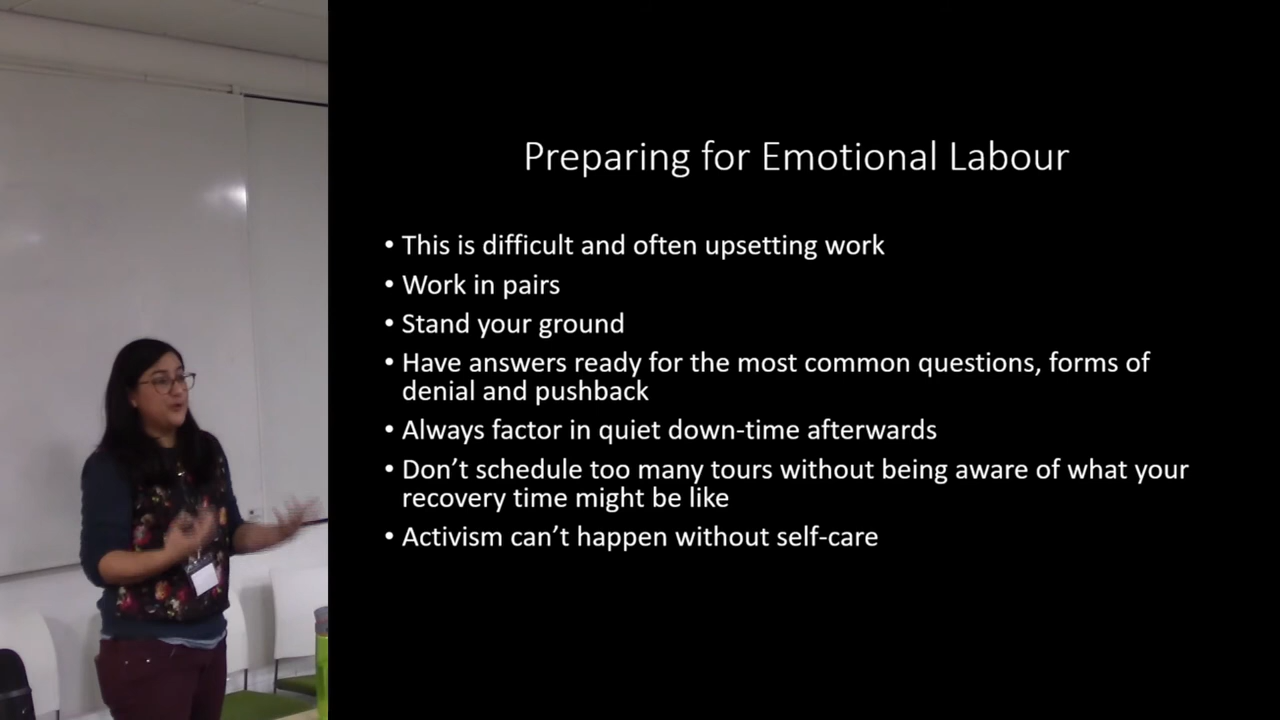 Preparing for Emotional Labour
• This is difficult and often upsetting work
• Work in pairs
• Stand your ground
• Have answers ready for the most common questions, forms of
denial and pushback
• Always factor in quiet down-time afterwards
• Don’t schedule too many tours without being aware of what your
recovery time might be like
• Activism can’t happen without self-care